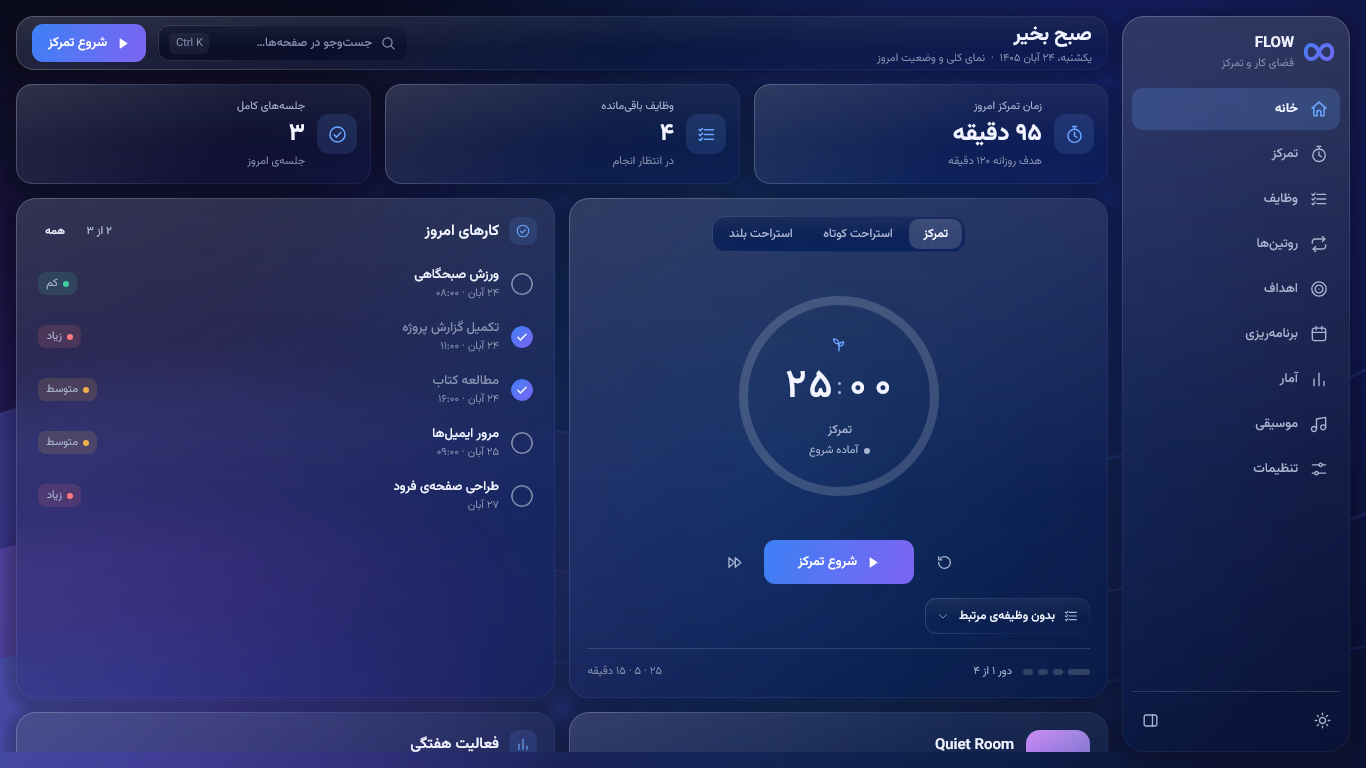 FLOW
فضای کار و تمرکز
خانه
تمرکز
وظایف
روتین‌ها
اهداف
برنامه‌ریزی
آمار
موسیقی
تنظیمات
صبح بخیر
یکشنبه، ۲۴ آبان ۱۴۰۵ · نمای کلی و وضعیت امروز
جست‌وجو در صفحه‌ها...
Ctrl K
شروع تمرکز
زمان تمرکز امروز
۹۵ دقیقه
هدف روزانه ۱۲۰ دقیقه
وظایف باقی‌مانده
۴
در انتظار انجام
جلسه‌های کامل
۳
جلسه‌ی امروز
تمرکز
استراحت کوتاه
استراحت بلند
۲۵:۰۰
تمرکز
آماده شروع
شروع تمرکز
بدون وظیفه‌ی مرتبط
دور ۱ از ۴
۲۵ · ۵ · ۱۵ دقیقه
کارهای امروز
۲ از ۳
همه
ورزش صبحگاهی
۲۴ آبان · ۰۸:۰۰
کم
تکمیل گزارش پروژه
۲۴ آبان · ۱۱:۰۰
زیاد
مطالعه کتاب
۲۴ آبان · ۱۶:۰۰
متوسط
مرور ایمیل‌ها
۲۵ آبان · ۰۹:۰۰
متوسط
طراحی صفحه‌ی فرود
۲۷ آبان
زیاد
Quiet Room
فعالیت هفتگی